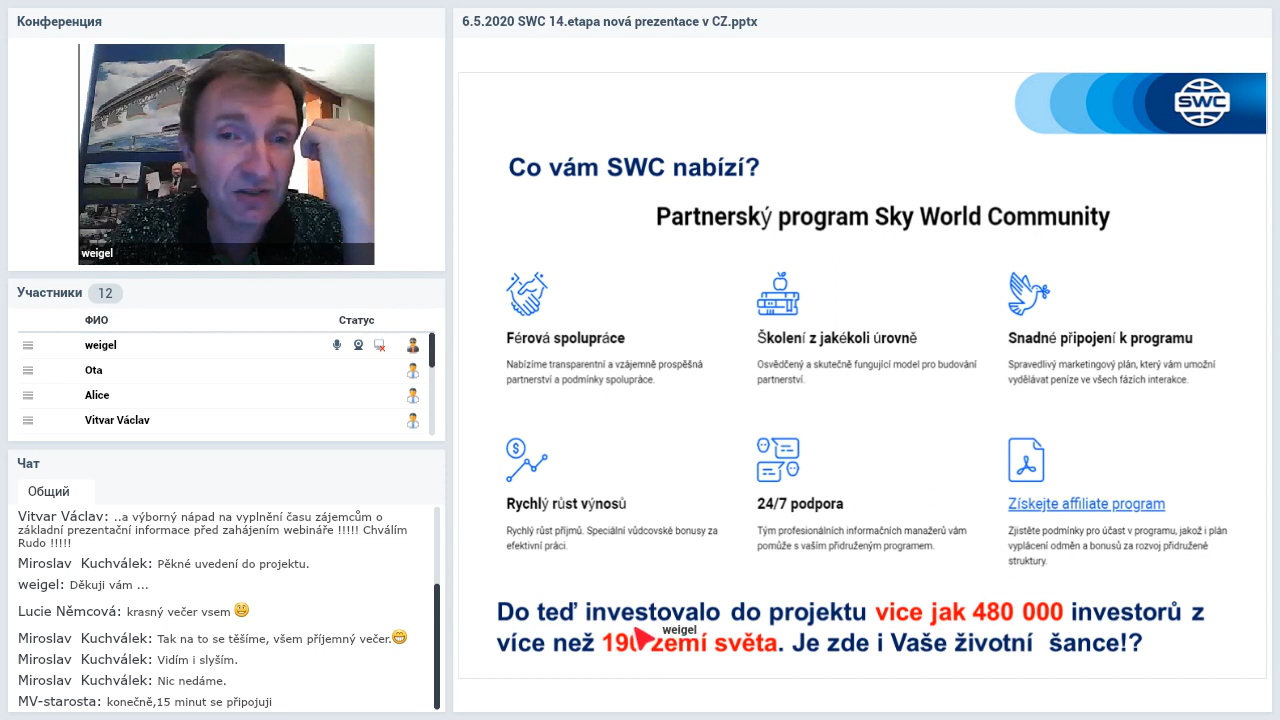 Конференция
weigel
Участники 12
ФИО Статус
weigel
Ota
Alice
Vitvar Václav
Чат
Общий
Vitvar Václav: ..a výborný nápad na vyplnění času zájemcům o
základní prezentační informace před zahájením webináře !!!!! Chválím
Rudo !!!!!
Miroslav Kuchválek: Pěkné uvedení do projektu.
weigel: Děkuji vám ...
Lucie Němcová: krasný večer vsem
Miroslav Kuchválek: Tak na to se těšíme, všem příjemný večer.
Miroslav Kuchválek: Vidím i slyším.
Miroslav Kuchválek: Nic nedáme.
MV-starosta: konečně,15 minut se připojuji
6.5.2020 SWC 14.etapa nová prezentace v CZ.pptx
SWC
Co vám SWC nabízí?
Partnerský program Sky World Community
Férová spolupráce
Nabízíme transparentní a vzájemně prospěšná
partnerství a podmínky spolupráce.
Školení z jakékoli úrovně
Osvědčený a skutečně fungující model pro budování
partnerství.
Snadné připojení k programu
Spravedlivý marketingový plán, který vám umožní
vydělávat peníze ve všech fázích interakce.
Rychlý růst výnosů
Rychlý růst příjmů. Speciální vůdcovské bonusy za
efektivní práci.
24/7 podpora
Tým profesionálních informačních manažerů vám
pomůže s vaším přidruženým programem.
Získejte affiliate program
Zjistěte podmínky pro účast v programu, jakož i plán
vyplácení odměn a bonusů za rozvoj přidružené
struktury.
Do teď investovalo do projektu vice jak 480 000 investorů z
weigel
více než 190 zemí světa. Je zde i Vaše životní šance!?